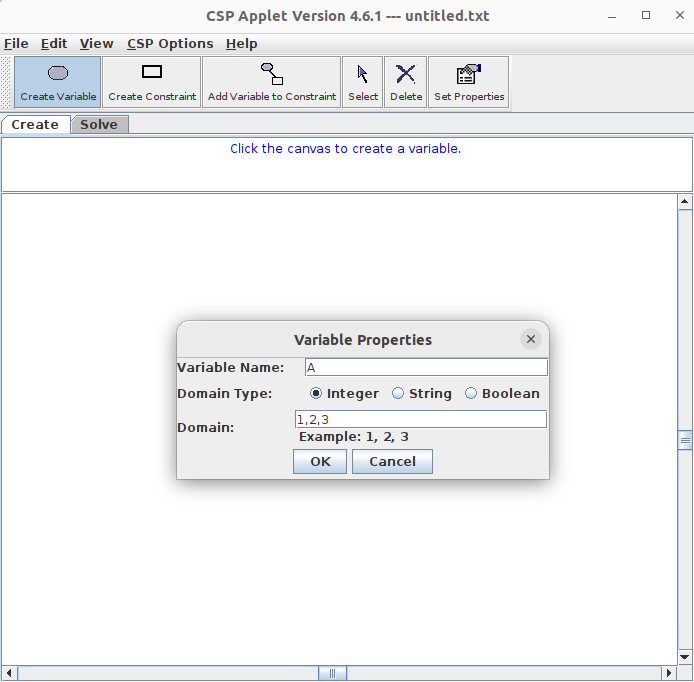 CSP Applet Version 4.6.1 --- untitled.txt
File Edit View CSP Options Help
Create Variable Create Constraint Add Variable to Constraint Select Delete Set Properties
Create Solve
Click the canvas to create a variable.
Variable Properties
Variable Name: A
Domain Type: Integer String Boolean
Domain: 1,2,3
Example: 1, 2, 3
OK Cancel